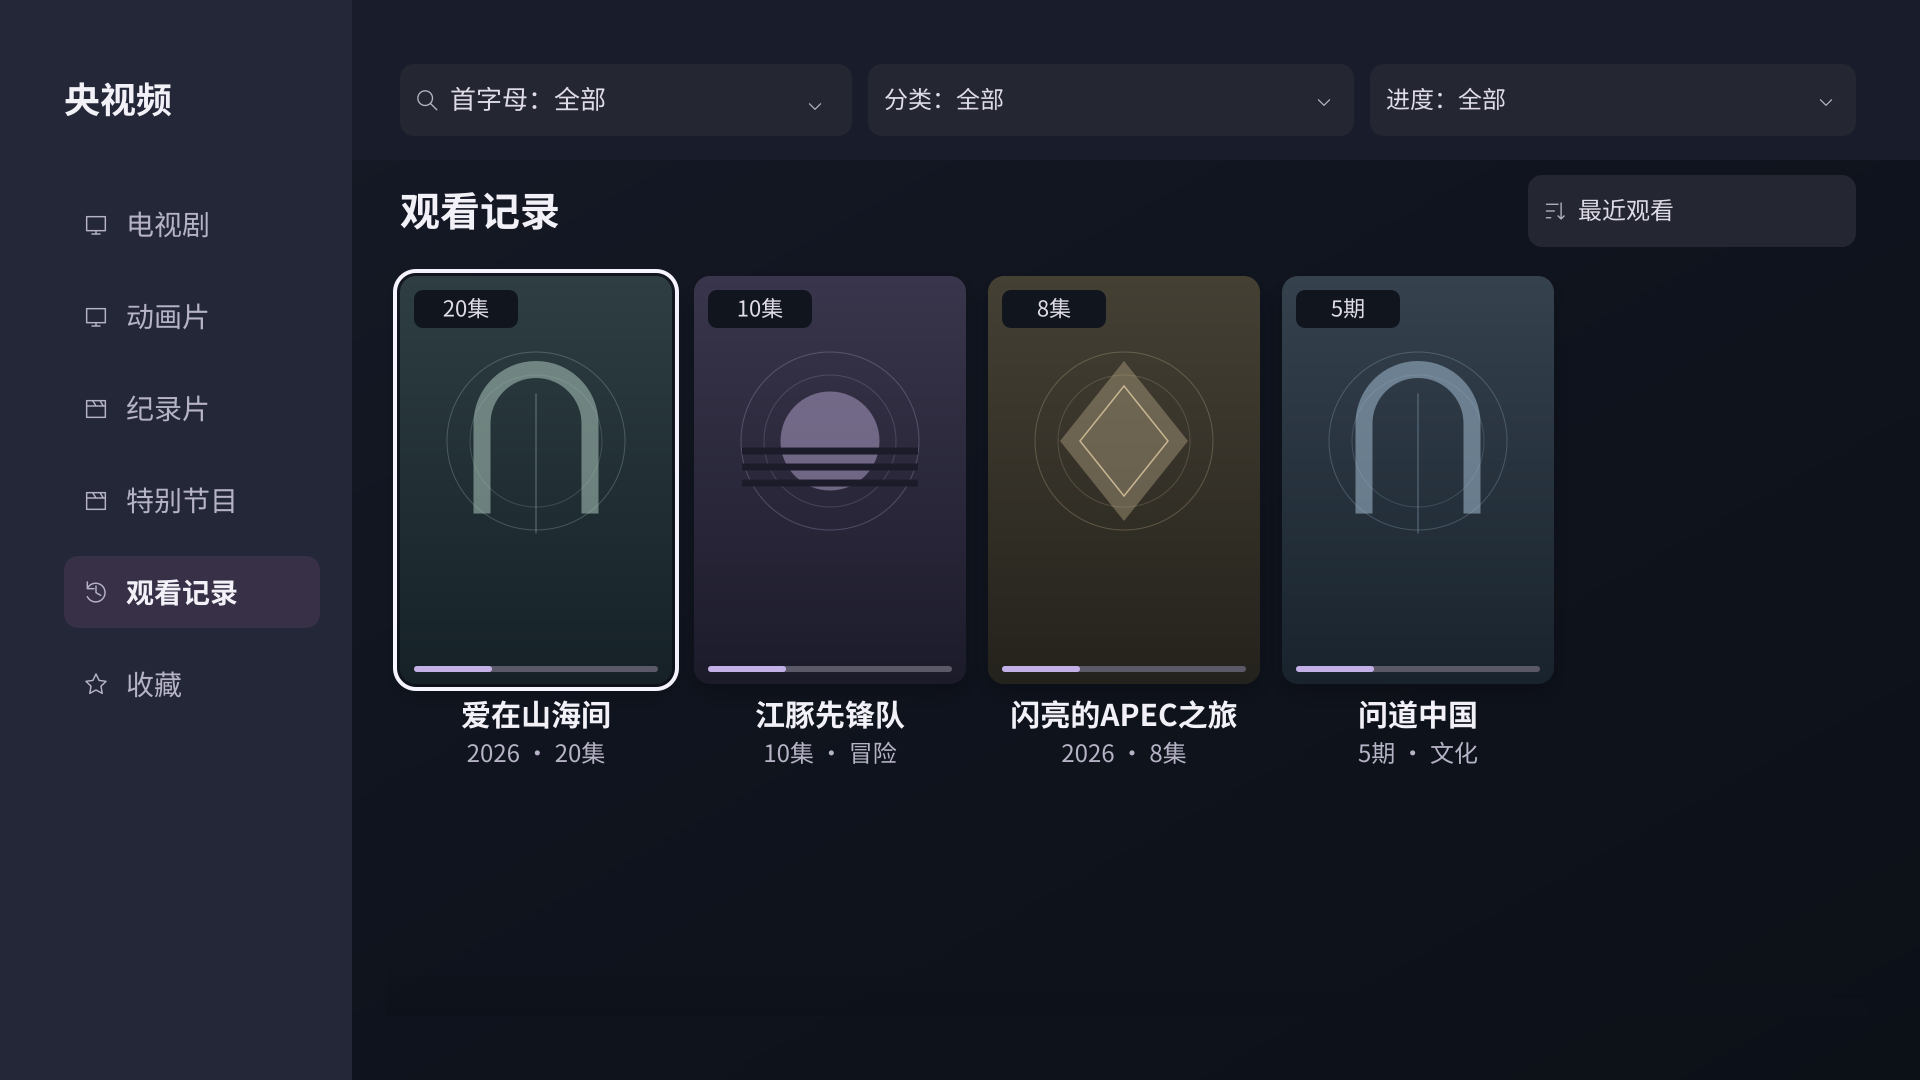 央视频
电视剧
动画片
纪录片
特别节目
观看记录
收藏
首字母：全部
分类：全部
进度：全部
观看记录
最近观看
20集
10集
8集
5期
爱在山海间
2026 • 20集
江豚先锋队
10集 • 冒险
闪亮的APEC之旅
2026 • 8集
问道中国
5期 • 文化